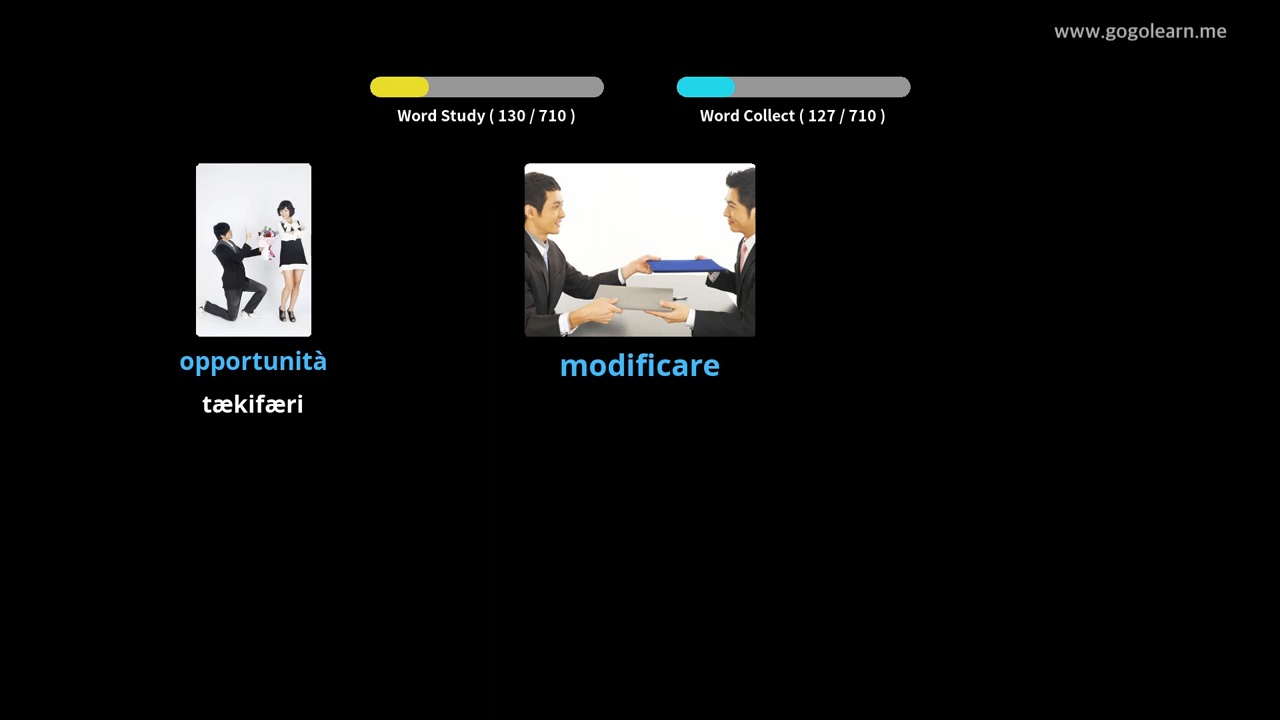 www.gogolearn.me
Word Study ( 130 / 710 )
Word Collect ( 127 / 710 )
opportunità
tækifæri
modificare